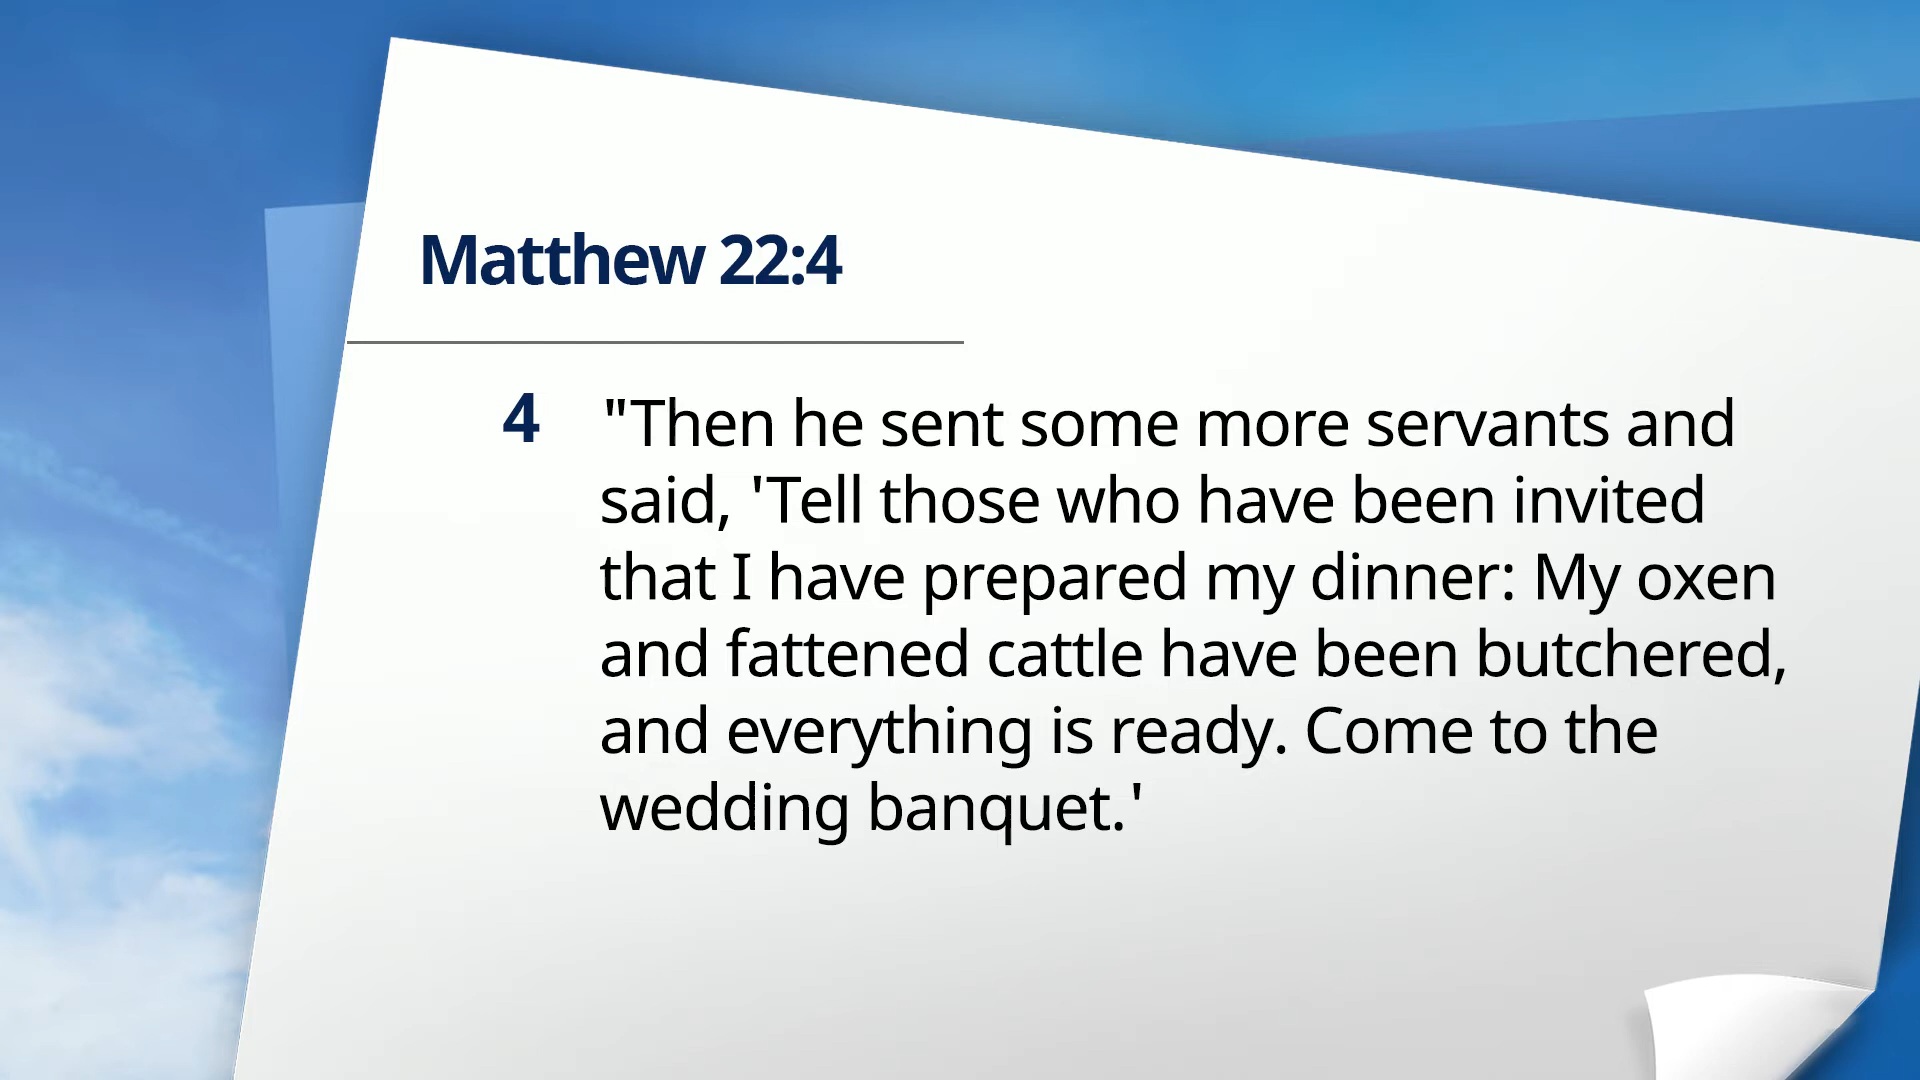 Matthew 22:4
4 "Then he sent some more servants and
said, 'Tell those who have been invited
that I have prepared my dinner: My oxen
and fattened cattle have been butchered,
and everything is ready. Come to the
wedding banquet.'